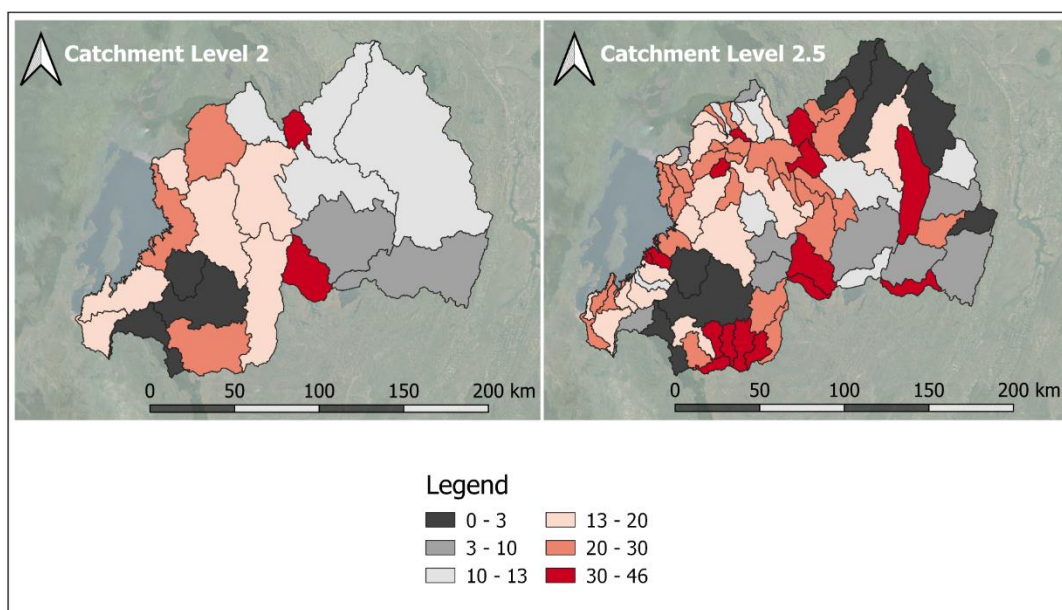 Catchment Level 2
0 50 100 150 200 km
Catchment Level 2.5
0 50 100 150 200 km
Legend
0 - 3 13 - 20
3 - 10 20 - 30
10 - 13 30 - 46